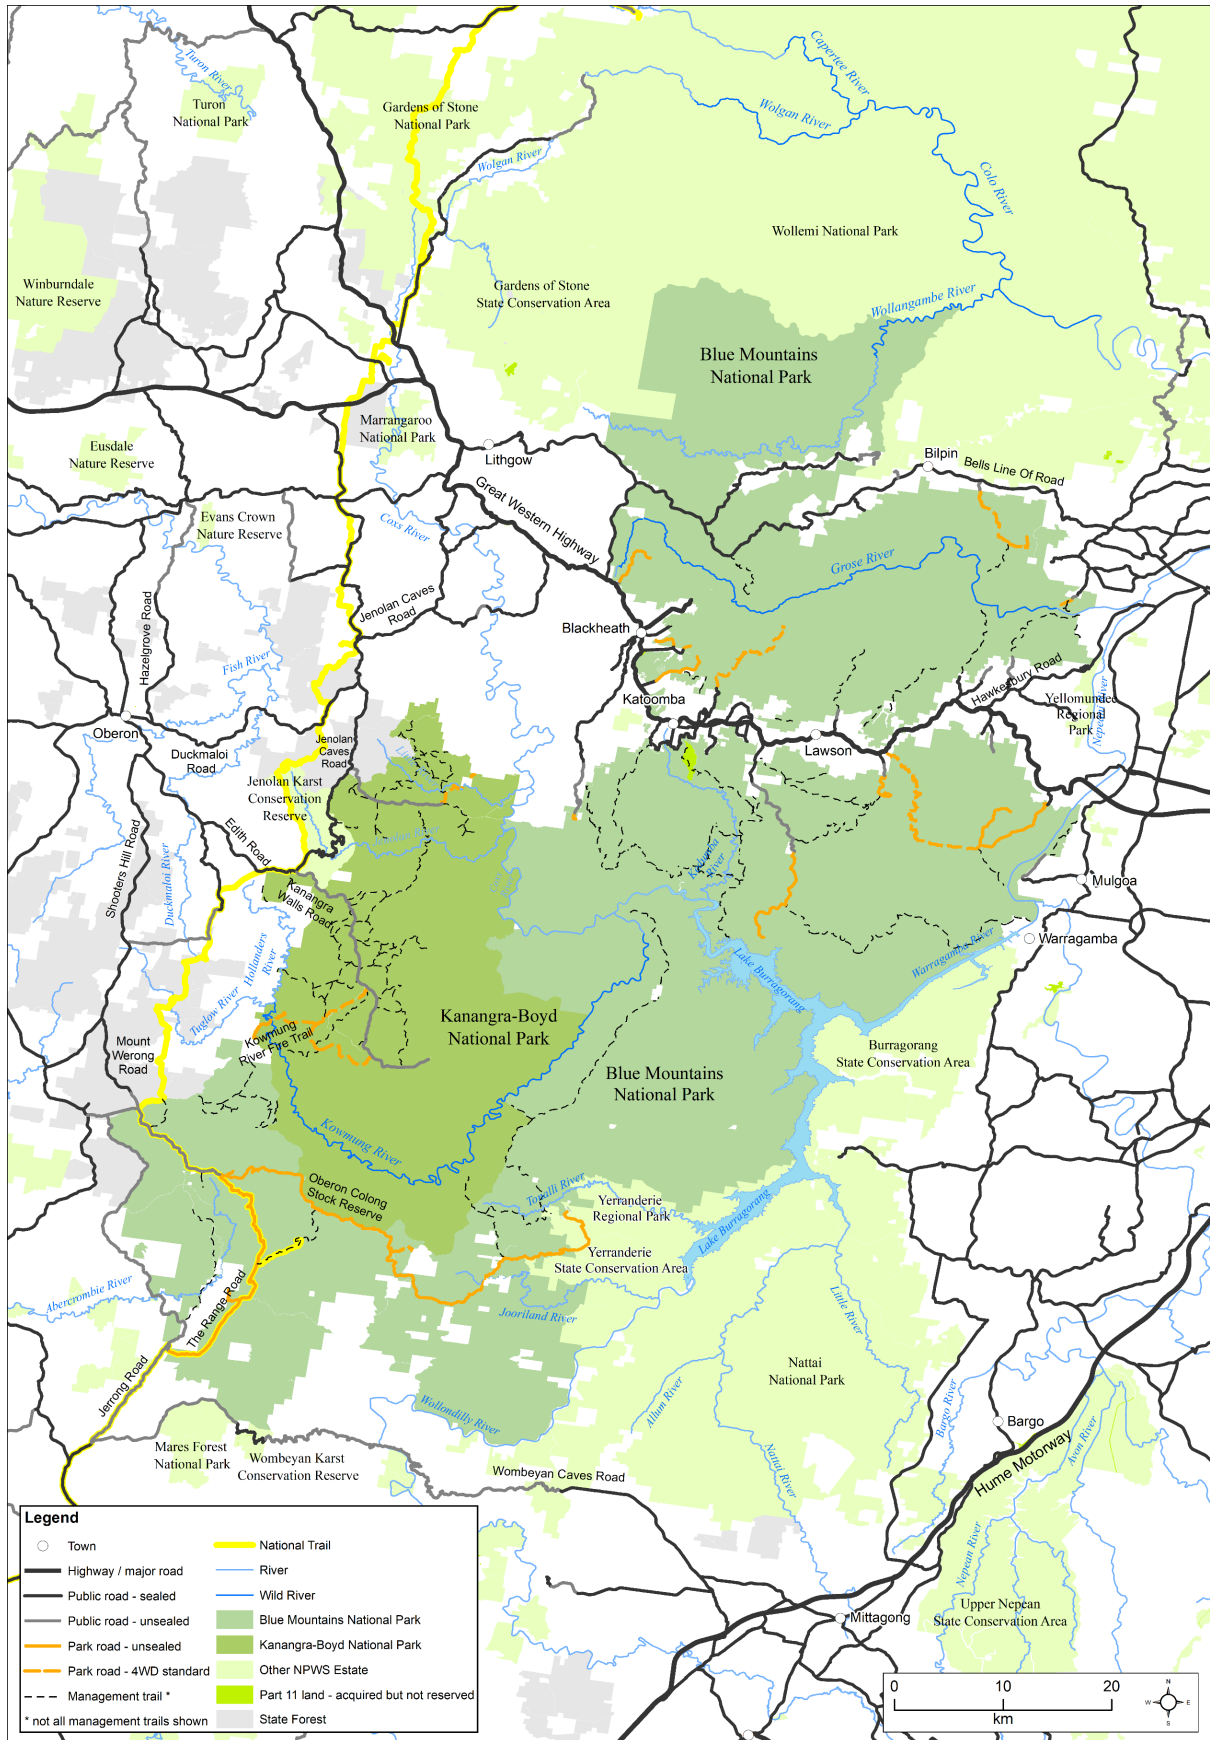 Turon River
Turon
National Park
Gardens of Stone
National Park
Capertee River
Wolgan River
Wolgan River
Colo River
Wollemi National Park
Winburndale
Nature Reserve
Gardens of Stone
State Conservation Area
Wollangambe River
Blue Mountains
National Park
Marrangaroo
National Park
Eusdale
Nature Reserve
Lithgow
Bilpin
Bells Line Of Road
Great Western Highway
Evans Crown
Nature Reserve
Coxs River
Grose River
Jenolan Caves
Road
Hazelgrove Road
Blackheath
Fish River
Hawkesbury Road
Katoomba
Yellomundee
Regional
Park
Nepean River
Oberon
Lawson
Jenolan
Caves
Road
Duckmaloi
Road
Jenolan Karst
Conservation
Reserve
Edith Road
Shooters Hill Road
Duckmaloi River
Kedumba
River
Mulgoa
Kanangra
Walls Road
Warragamba
Hollanders
River
Lake Burragorang
Warragamba River
Tuglow River
Kanangra-Boyd
National Park
Kowmung
River Fire Trail
Mount
Werong
Road
Burragorang
State Conservation Area
Blue Mountains
National Park
Kowmung River
Oberon Colong
Stock Reserve
Tonalli River
Yerranderie
Regional Park
Lake Burragorang
Yerranderie
State Conservation Area
Abercrombie River
The Range Road
Jooriland River
Little River
Nattai
National Park
Jerrong Road
Allum River
Wollondilly River
Bargo River
Bargo
Avon River
Mares Forest
National Park
Wombeyan Karst
Conservation Reserve
Wombeyan Caves Road
Nattai River
Hume Motorway
Nepean River
Upper Nepean
State Conservation Area
Mittagong
Legend
Town
Highway / major road
Public road - sealed
Public road - unsealed
Park road - unsealed
Park road - 4WD standard
Management trail *
* not all management trails shown
National Trail
River
Wild River
Blue Mountains National Park
Kanangra-Boyd National Park
Other NPWS Estate
Part 11 land - acquired but not reserved
State Forest
0 10 20
km
N
W E
S